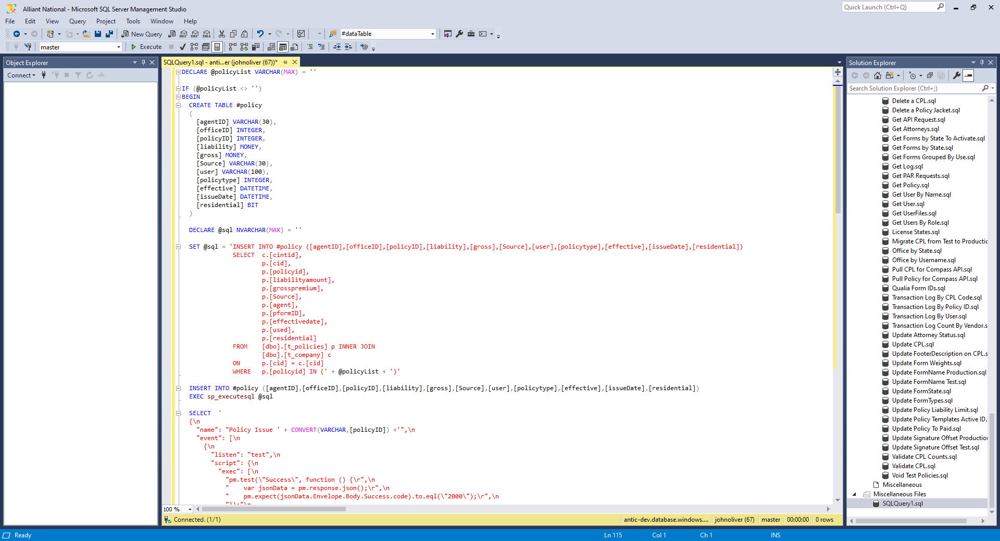 Alliant National - Microsoft SQL Server Management Studio
Quick Launch (Ctrl+Q)
File Edit View Query Project Tools Window Help
New Query MDX DMX XMLA #dataTable
master Execute
Object Explorer
Connect
SQLQuery1.sql - anti...er (johnoliver (67))*
DECLARE @policyList VARCHAR(MAX) = ''
IF (@policyList <> '')
BEGIN
CREATE TABLE #policy
(
[agentID] VARCHAR(30),
[officeID] INTEGER,
[policyID] INTEGER,
[liability] MONEY,
[gross] MONEY,
[Source] VARCHAR(30),
[user] VARCHAR(100),
[policytype] INTEGER,
[effective] DATETIME,
[issueDate] DATETIME,
[residential] BIT
)
DECLARE @sql NVARCHAR(MAX) = ''
SET @sql = 'INSERT INTO #policy ([agentID],[officeID],[policyID],[liability],[gross],[Source],[user],[policytype],[effective],[issueDate],[residential])
SELECT c.[cintid],
p.[cid],
p.[policyid],
p.[liabilityamount],
p.[grosspremium],
p.[Source],
p.[agent],
p.[pformID],
p.[effectivedate],
p.[used],
p.[residential]
FROM [dbo].[t_policies] p INNER JOIN
[dbo].[t_company] c
ON p.[cid] = c.[cid]
WHERE p.[policyid] IN (' + @policyList + ')'
INSERT INTO #policy ([agentID],[officeID],[policyID],[liability],[gross],[Source],[user],[policytype],[effective],[issueDate],[residential])
EXEC sp_executesql @sql
SELECT '
{\n
"name": "Policy Issue ' + CONVERT(VARCHAR,[policyID]) +'",\n
"event": [\n
{\n
"listen": "test",\n
"script": {\n
"exec": [\n
"pm.test(\"Success\", function () {\r",\n
" var jsonData = pm.response.json();\r",\n
" pm.expect(jsonData.Envelope.Body.Success.code).to.eql(\"2000\");\r",\n
"});"\n
100 %
Connected. (1/1) antic-dev.database.windows.... johnoliver (67) master 00:00:00 0 rows
Solution Explorer
Search Solution Explorer (Ctrl+;)
Delete a CPL.sql
Delete a Policy Jacket.sql
Get API Request.sql
Get Attorneys.sql
Get Forms by State To Activate.sql
Get Forms by State.sql
Get Forms Grouped By Use.sql
Get Log.sql
Get PAR Requests.sql
Get Policy.sql
Get User By Name.sql
Get User.sql
Get UserFiles.sql
Get Users By Role.sql
License States.sql
Migrate CPL from Test to Productio
Office by State.sql
Office by Username.sql
Pull CPL for Compass API.sql
Pull Policy for Compass API.sql
Qualia Form IDs.sql
Transaction Log By CPL Code.sql
Transaction Log By Policy ID.sql
Transaction Log By User.sql
Transaction Log Count By Vendor.s
Update Attorney Status.sql
Update CPL.sql
Update FooterDescription on CPL.s
Update Form Weights.sql
Update FormName Production.sql
Update FormName Test.sql
Update FormState.sql
Update FormTypes.sql
Update Policy Liability Limit.sql
Update Policy Templates Active ID.
Update Policy To Paid.sql
Update Signature Offset Production
Update Signature Offset Test.sql
Validate CPL Counts.sql
Validate CPL.sql
Void Test Policies.sql
Miscellaneous
Miscellaneous Files
SQLQuery1.sql
Ready Ln 115 Col 1 Ch 1 INS